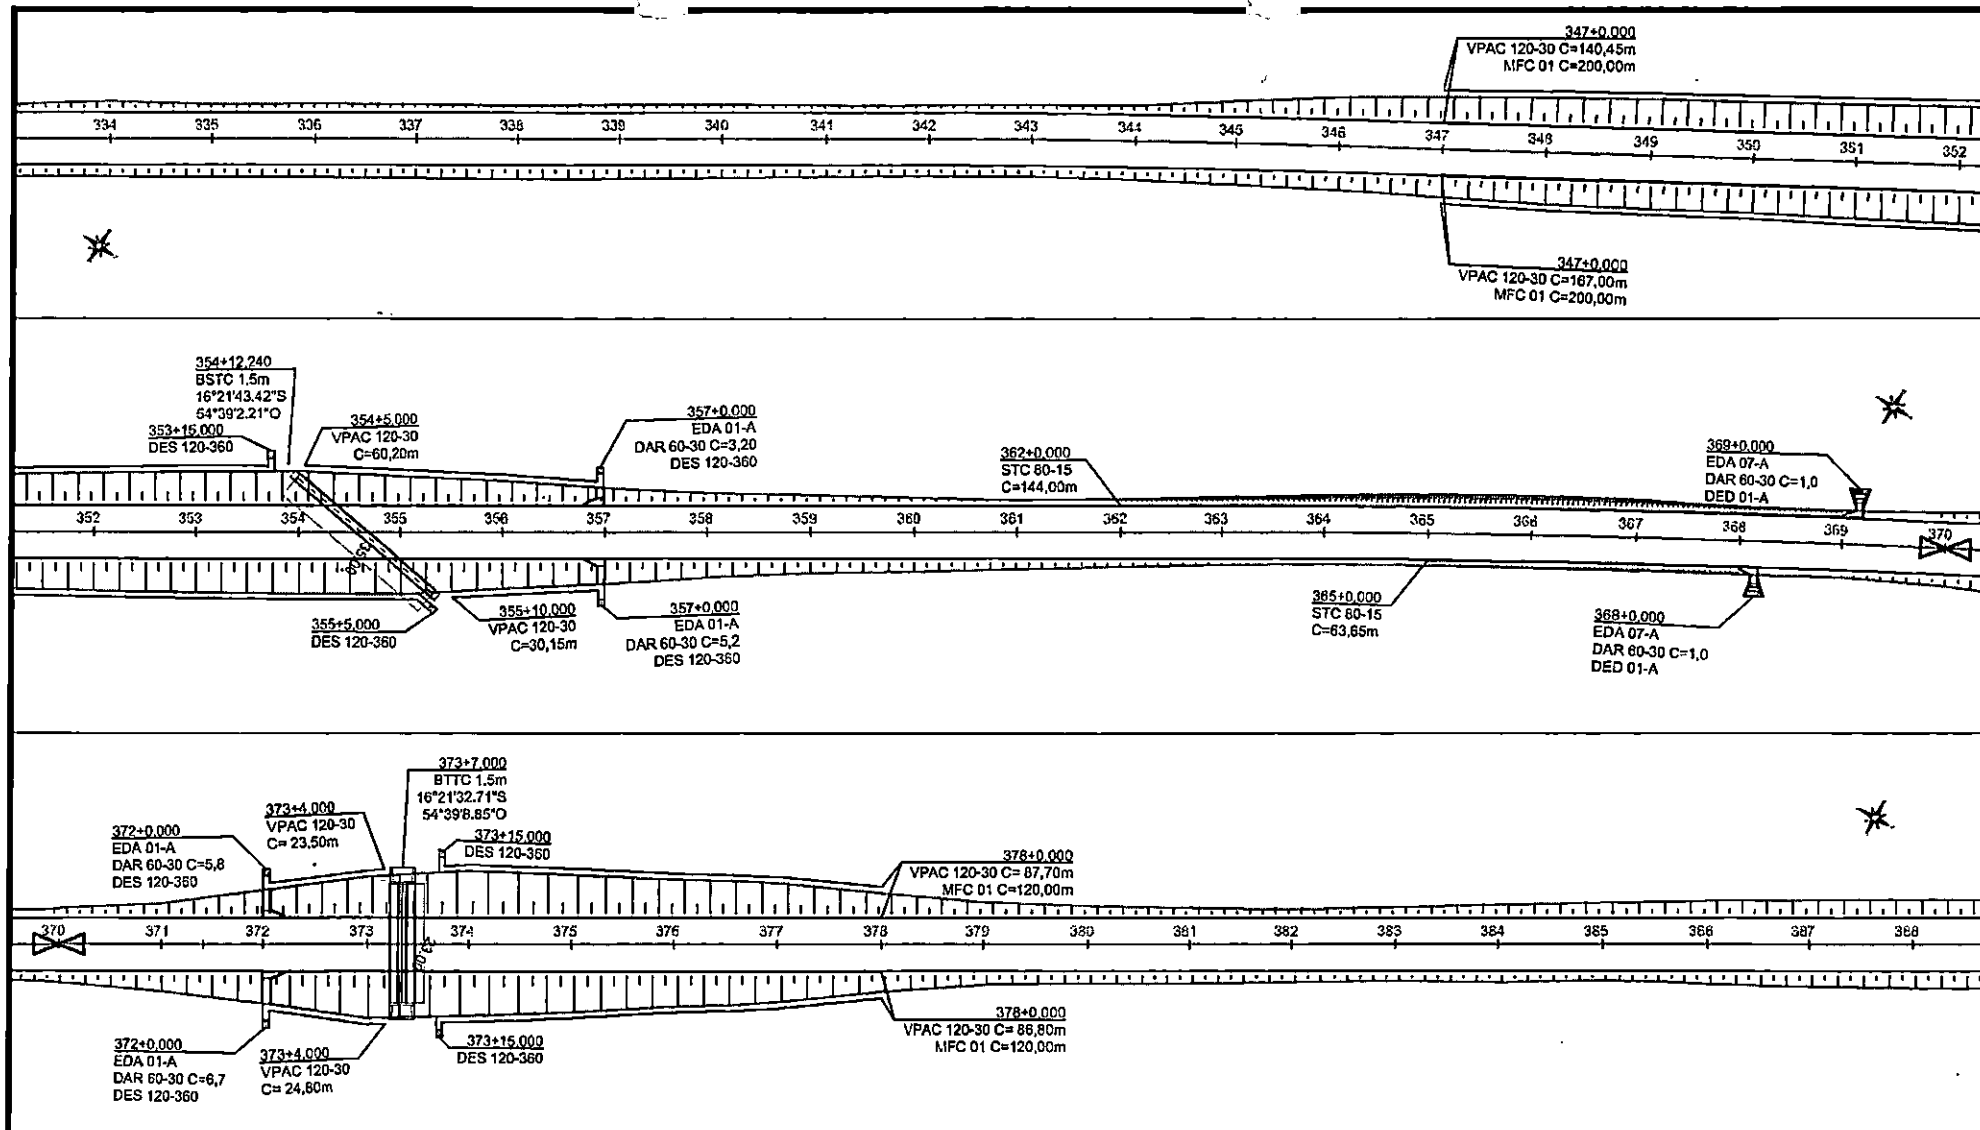 347+0,000
VPAC 120-30 C=140,45m
MFC 01 C=200,00m
334 335 336 337 338 339 340 341 342 343 344 345 346 347 348 349 350 351 352
347+0,000
VPAC 120-30 C=167,00m
MFC 01 C=200,00m
354+12,240
BSTC 1.5m
16°21'43.42"S
54°39'2.21"O
353+15,000
DES 120-360
354+5,000
VPAC 120-30
C=60,20m
357+0,000
EDA 01-A
DAR 60-30 C=3,20
DES 120-360
362+0,000
STC 80-15
C=144,00m
369+0,000
EDA 07-A
DAR 60-30 C=1,0
DED 01-A
352 353 354 355 356 357 358 359 360 361 362 363 364 365 366 367 368 369 370
355+5,000
DES 120-360
355+10,000
VPAC 120-30
C=30,15m
357+0,000
EDA 01-A
DAR 60-30 C=5,2
DES 120-360
365+0,000
STC 80-15
C=63,65m
368+0,000
EDA 07-A
DAR 60-30 C=1,0
DED 01-A
373+7,000
BTTC 1.5m
16°21'32.71"S
54°39'8.85"O
372+0,000
EDA 01-A
DAR 60-30 C=5,8
DES 120-360
373+4,000
VPAC 120-30
C= 23,50m
373+15,000
DES 120-360
378+0,000
VPAC 120-30 C= 87,70m
MFC 01 C=120,00m
370 371 372 373 374 375 376 377 378 379 380 381 382 383 384 385 386 387 388
372+0,000
EDA 01-A
DAR 60-30 C=6,7
DES 120-360
373+4,000
VPAC 120-30
C= 24,60m
373+15,000
DES 120-360
378+0,000
VPAC 120-30 C= 86,80m
MFC 01 C=120,00m